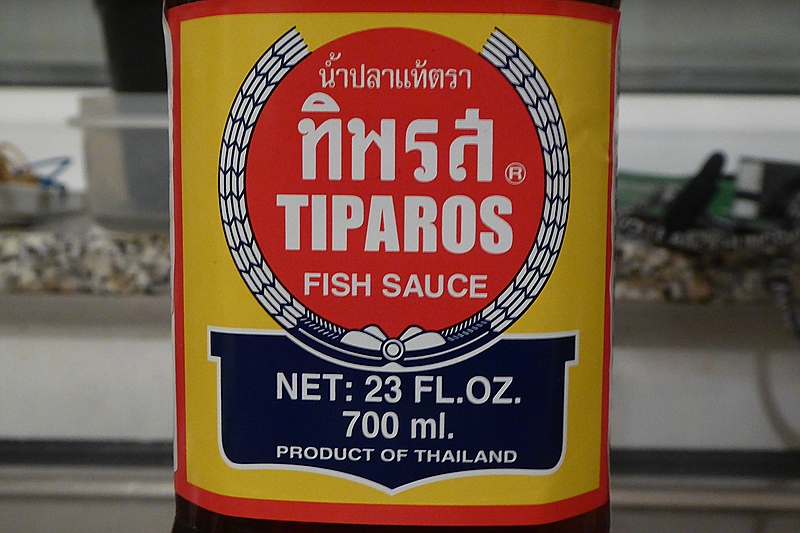 น้ำปลาแท้ตรา
ทิพรส ®
TIPAROS
FISH SAUCE
NET: 23 FL.OZ.
700 ml.
PRODUCT OF THAILAND